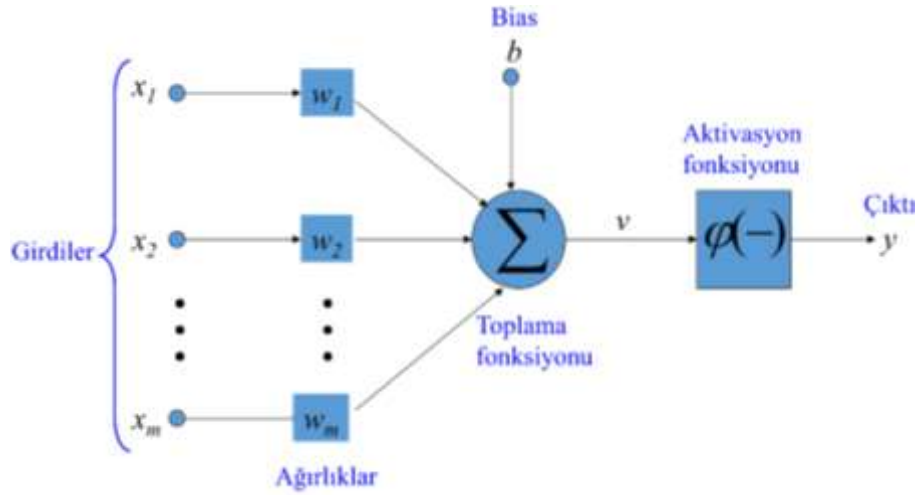 Bias
b
x1
w1
Aktivasyon
fonksiyonu
Girdiler
x2
w2
∑
v
φ(−)
Çıktı
y
Toplama
fonksiyonu
xm
wm
Ağırlıklar